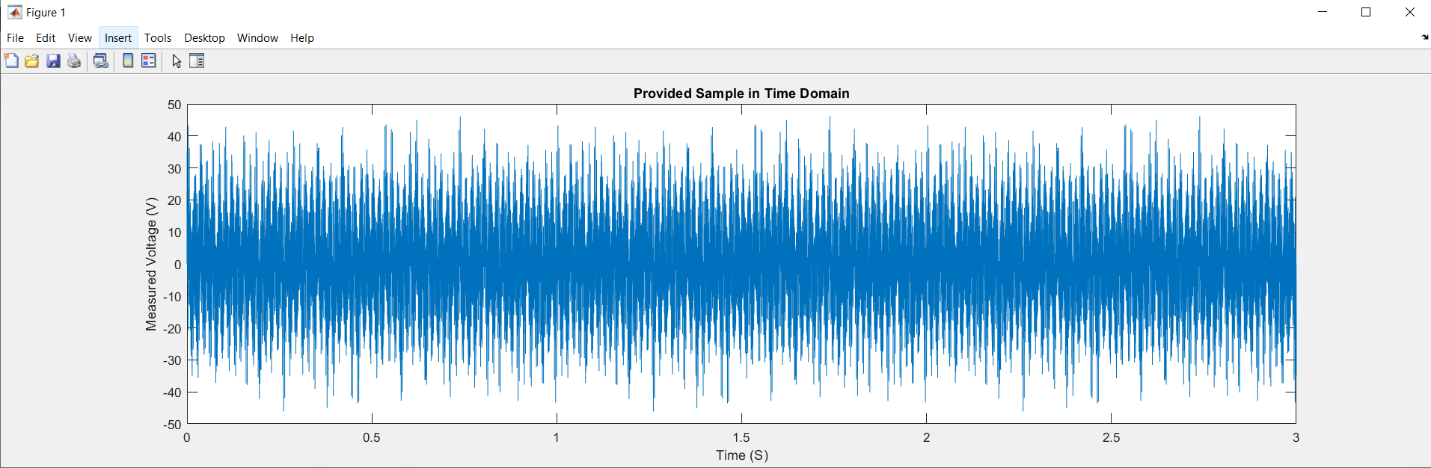 Figure 1
File Edit View Insert Tools Desktop Window Help
Provided Sample in Time Domain
50
40
30
20
10
0
-10
-20
-30
-40
-50
Measured Voltage (V)
0 0.5 1 1.5 2 2.5 3
Time (S)